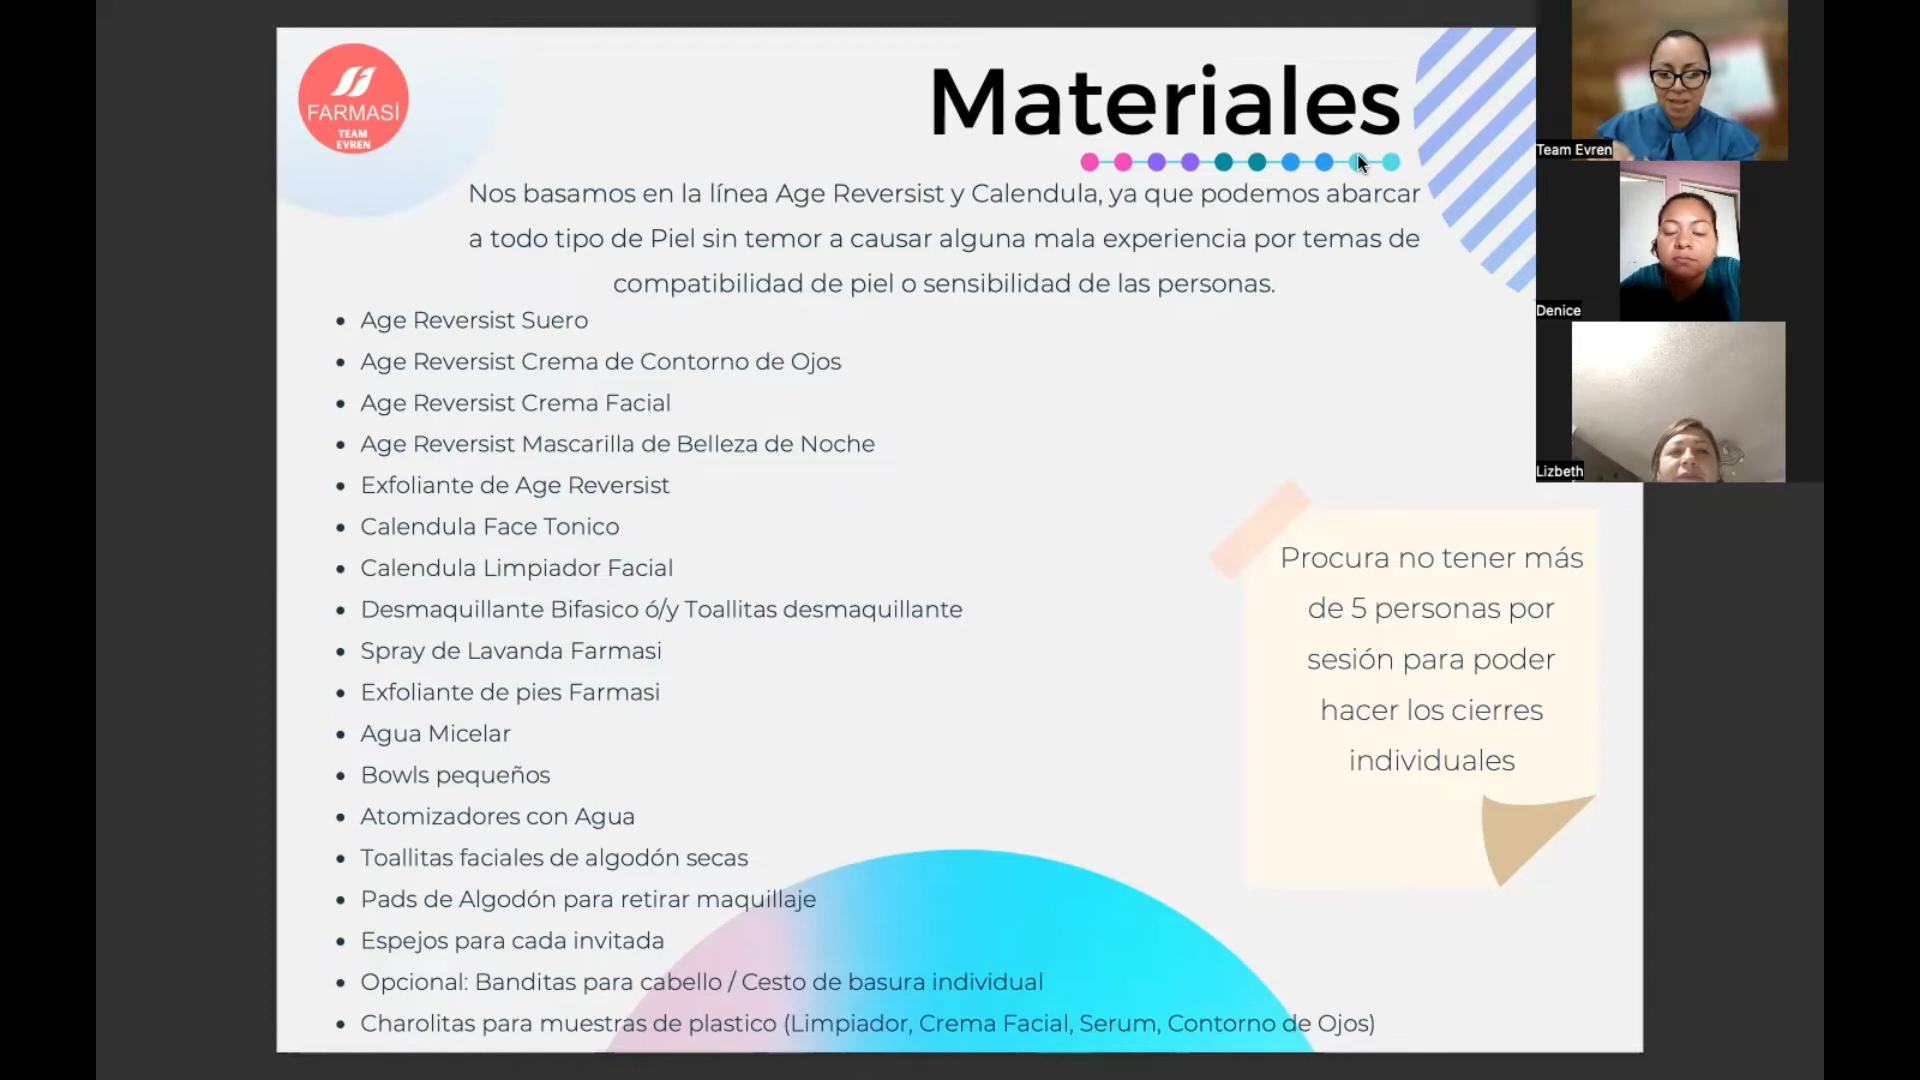 FARMASİ
TEAM
EVREN
Materiales
Nos basamos en la línea Age Reversist y Calendula, ya que podemos abarcar
a todo tipo de Piel sin temor a causar alguna mala experiencia por temas de
compatibilidad de piel o sensibilidad de las personas.
Age Reversist Suero
Age Reversist Crema de Contorno de Ojos
Age Reversist Crema Facial
Age Reversist Mascarilla de Belleza de Noche
Exfoliante de Age Reversist
Calendula Face Tonico
Calendula Limpiador Facial
Desmaquillante Bifasico ó/y Toallitas desmaquillante
Spray de Lavanda Farmasi
Exfoliante de pies Farmasi
Agua Micelar
Bowls pequeños
Atomizadores con Agua
Toallitas faciales de algodón secas
Pads de Algodón para retirar maquillaje
Espejos para cada invitada
Opcional: Banditas para cabello / Cesto de basura individual
Charolitas para muestras de plastico (Limpiador, Crema Facial, Serum, Contorno de Ojos)
Procura no tener más
de 5 personas por
sesión para poder
hacer los cierres
individuales
Team Evren
Denice
Lizbeth